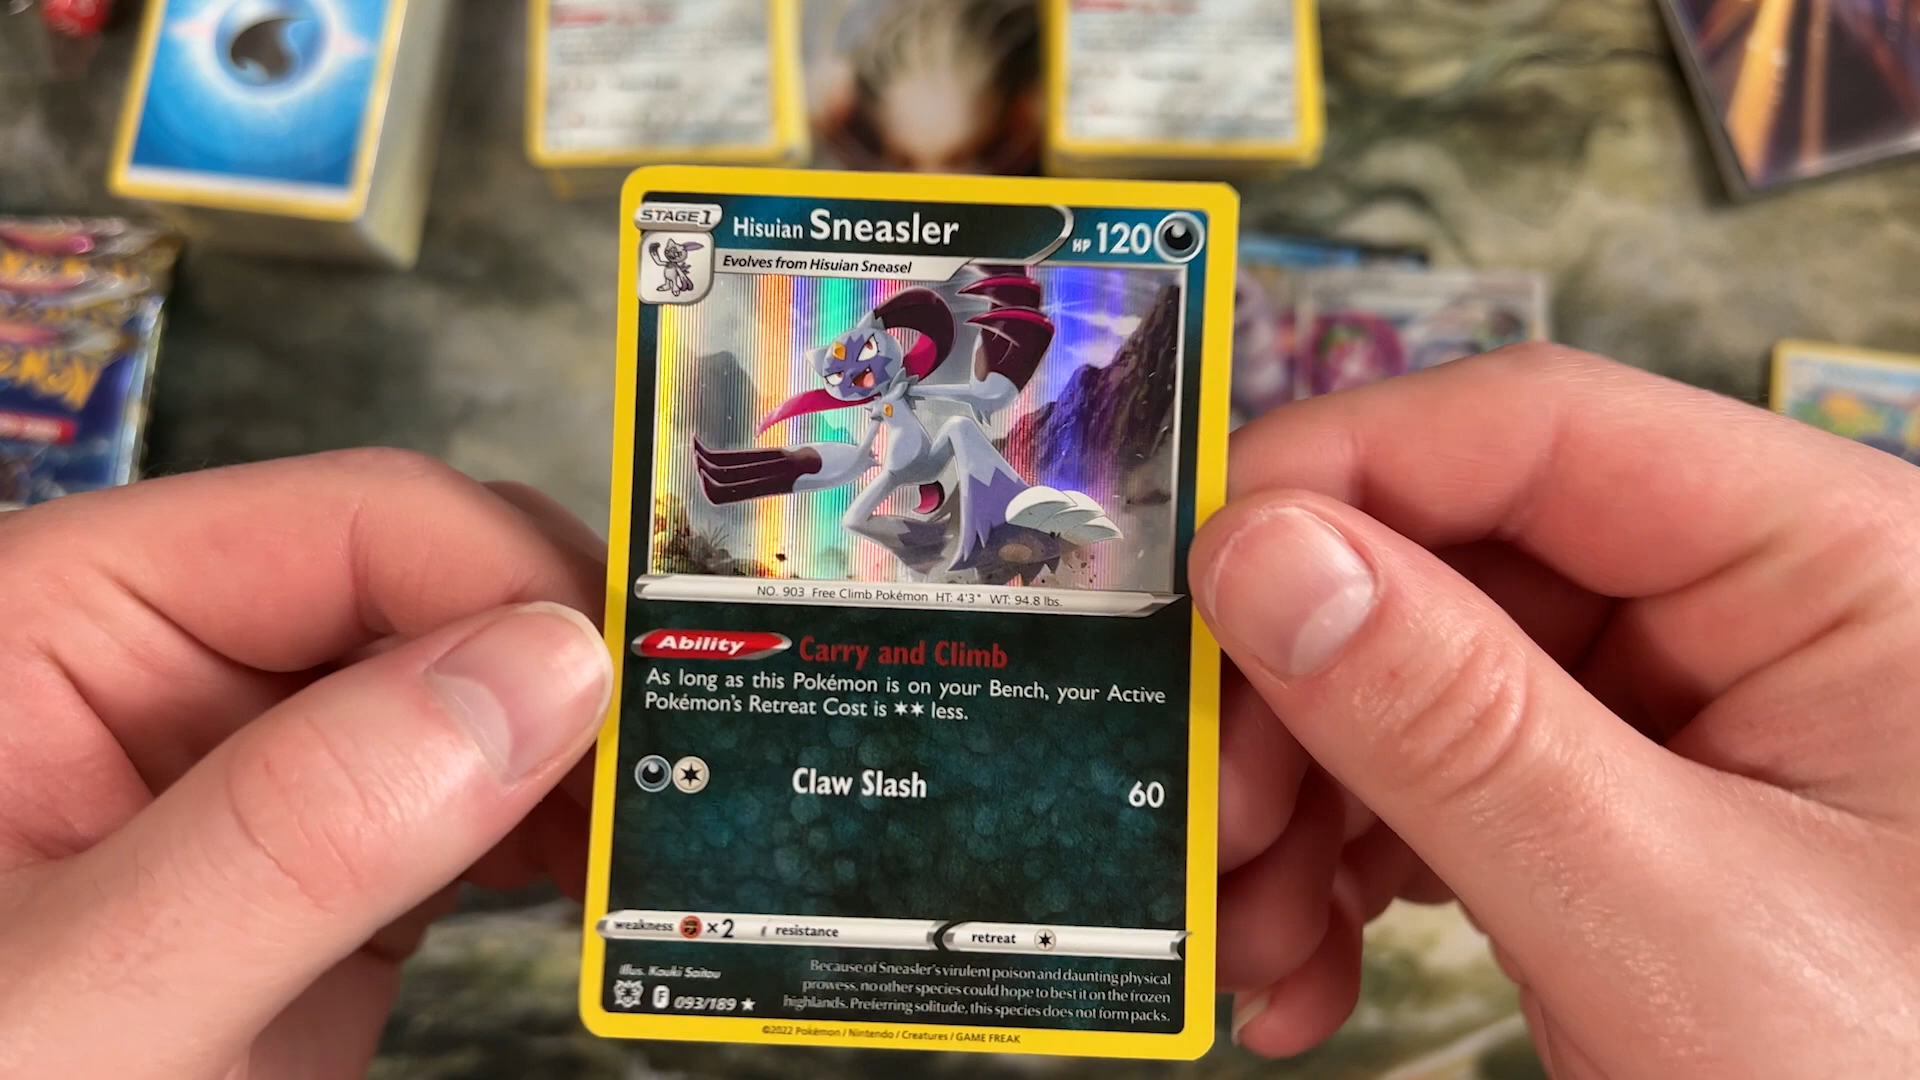 STAGE 1
Hisuian Sneasler
HP 120
Evolves from Hisuian Sneasel
NO. 903 Free Climb Pokémon HT: 4'3" WT: 94.8 lbs.
Ability Carry and Climb
As long as this Pokémon is on your Bench, your Active
Pokémon's Retreat Cost is ✶✶ less.
Claw Slash 60
weakness ×2 resistance retreat
Illus. Kouki Saitou
F 093/189 ★
Because of Sneasler's virulent poison and daunting physical
prowess, no other species could hope to best it on the frozen
highlands. Preferring solitude, this species does not form packs.
©2022 Pokémon / Nintendo / Creatures / GAME FREAK